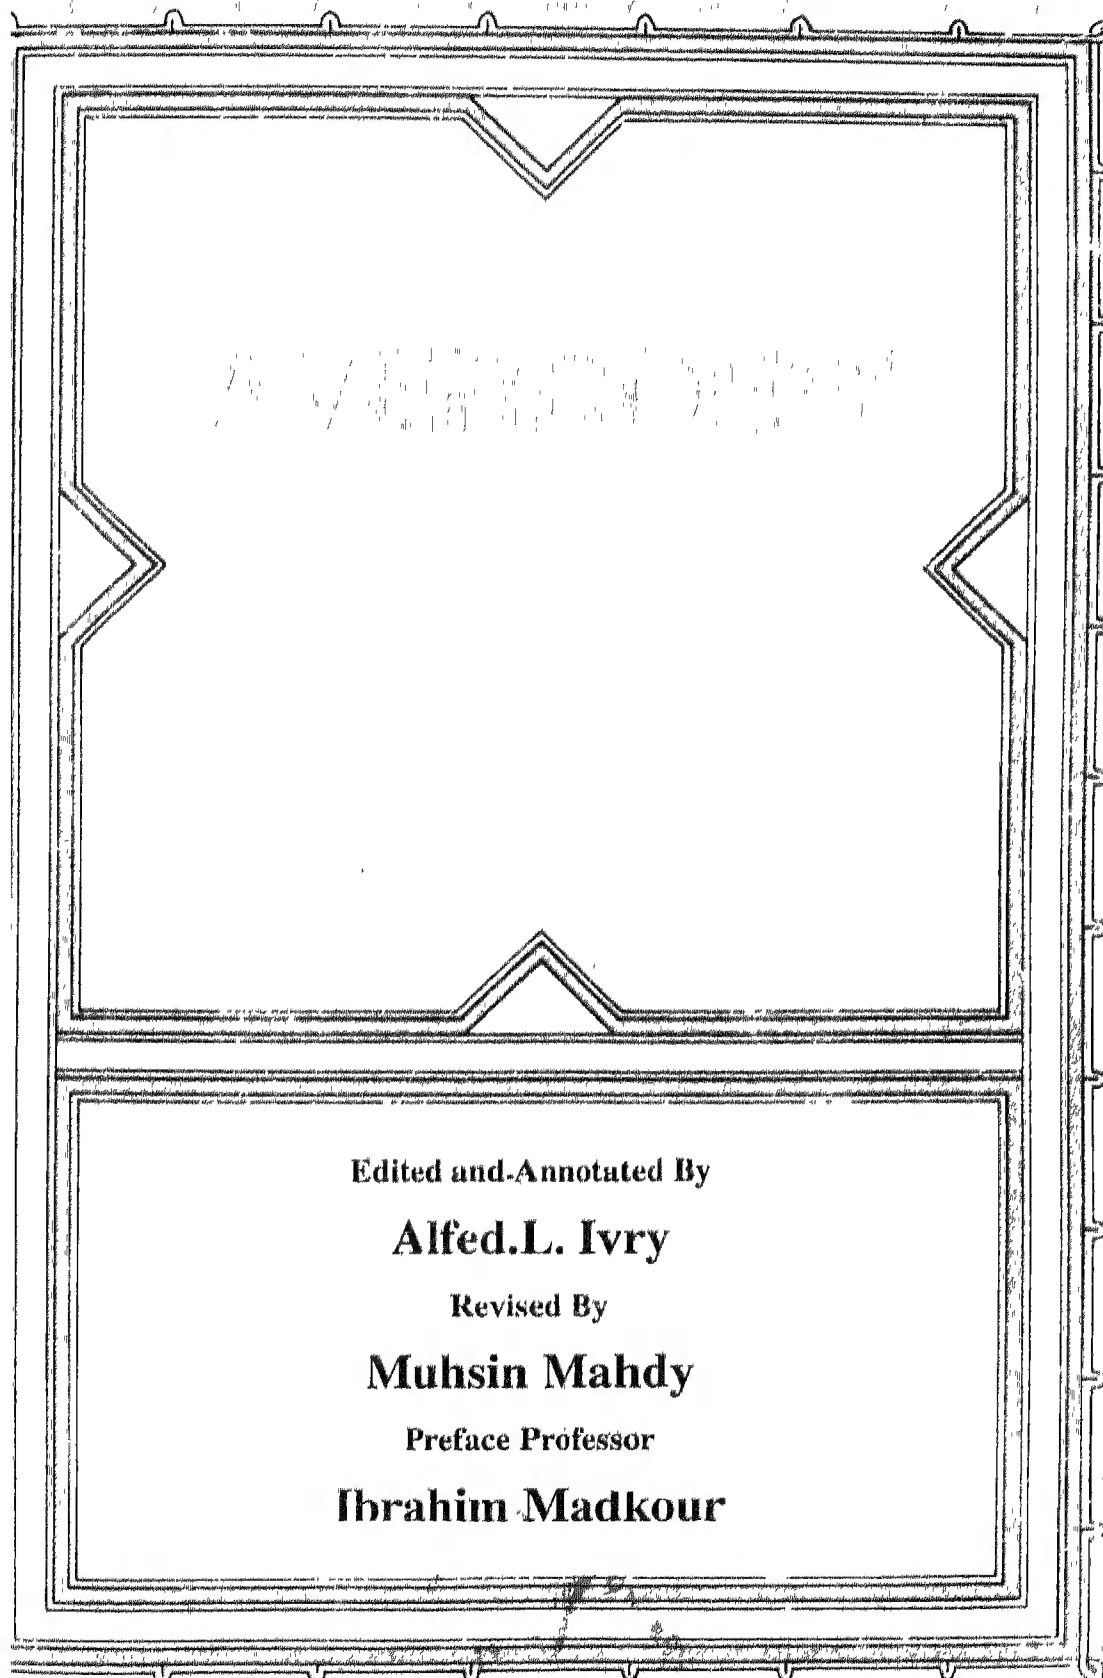 Edited and-Annotated By
Alfed.L. Ivry
Revised By
Muhsin Mahdy
Preface Professor
Ibrahim Madkour